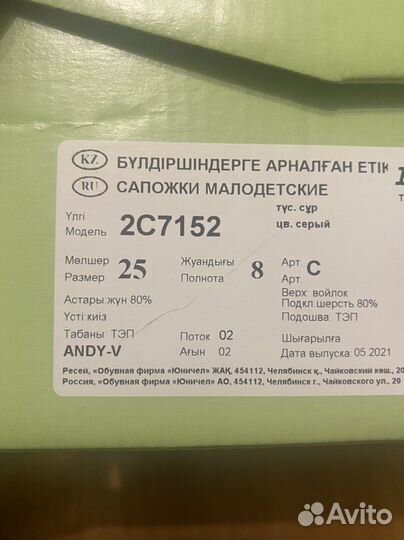 KZ БҮЛДІРШІНДЕРГЕ АРНАЛҒАН ЕТІК
RU САПОЖКИ МАЛОДЕТСКИЕ
Үлгі түс. сұр
Модель 2С7152 цв. серый
Мөлшер Жуандығы Арт. С
Размер 25 Полнота 8 Арт.
Верх: войлок
Астары:жүн 80% Подкл.шерсть 80%
Үсті:киіз Подошва: ТЭП
Табаны: ТЭП Поток 02 Шығарылға
ANDY-V Ағын 02 Дата выпуска 05.2021
Ресей, «Обувная фирма «Юничел» ЖАҚ, 454112, Челябинск қ., Чайковский көш., 20
Россия, «Обувная фирма «Юничел» АО, 454112, Челябинск г., Чайковского ул., 20
Avito